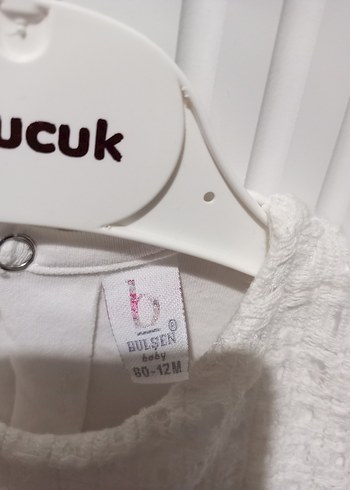 ucuk
b
®
BULŞEN
baby
80-12M